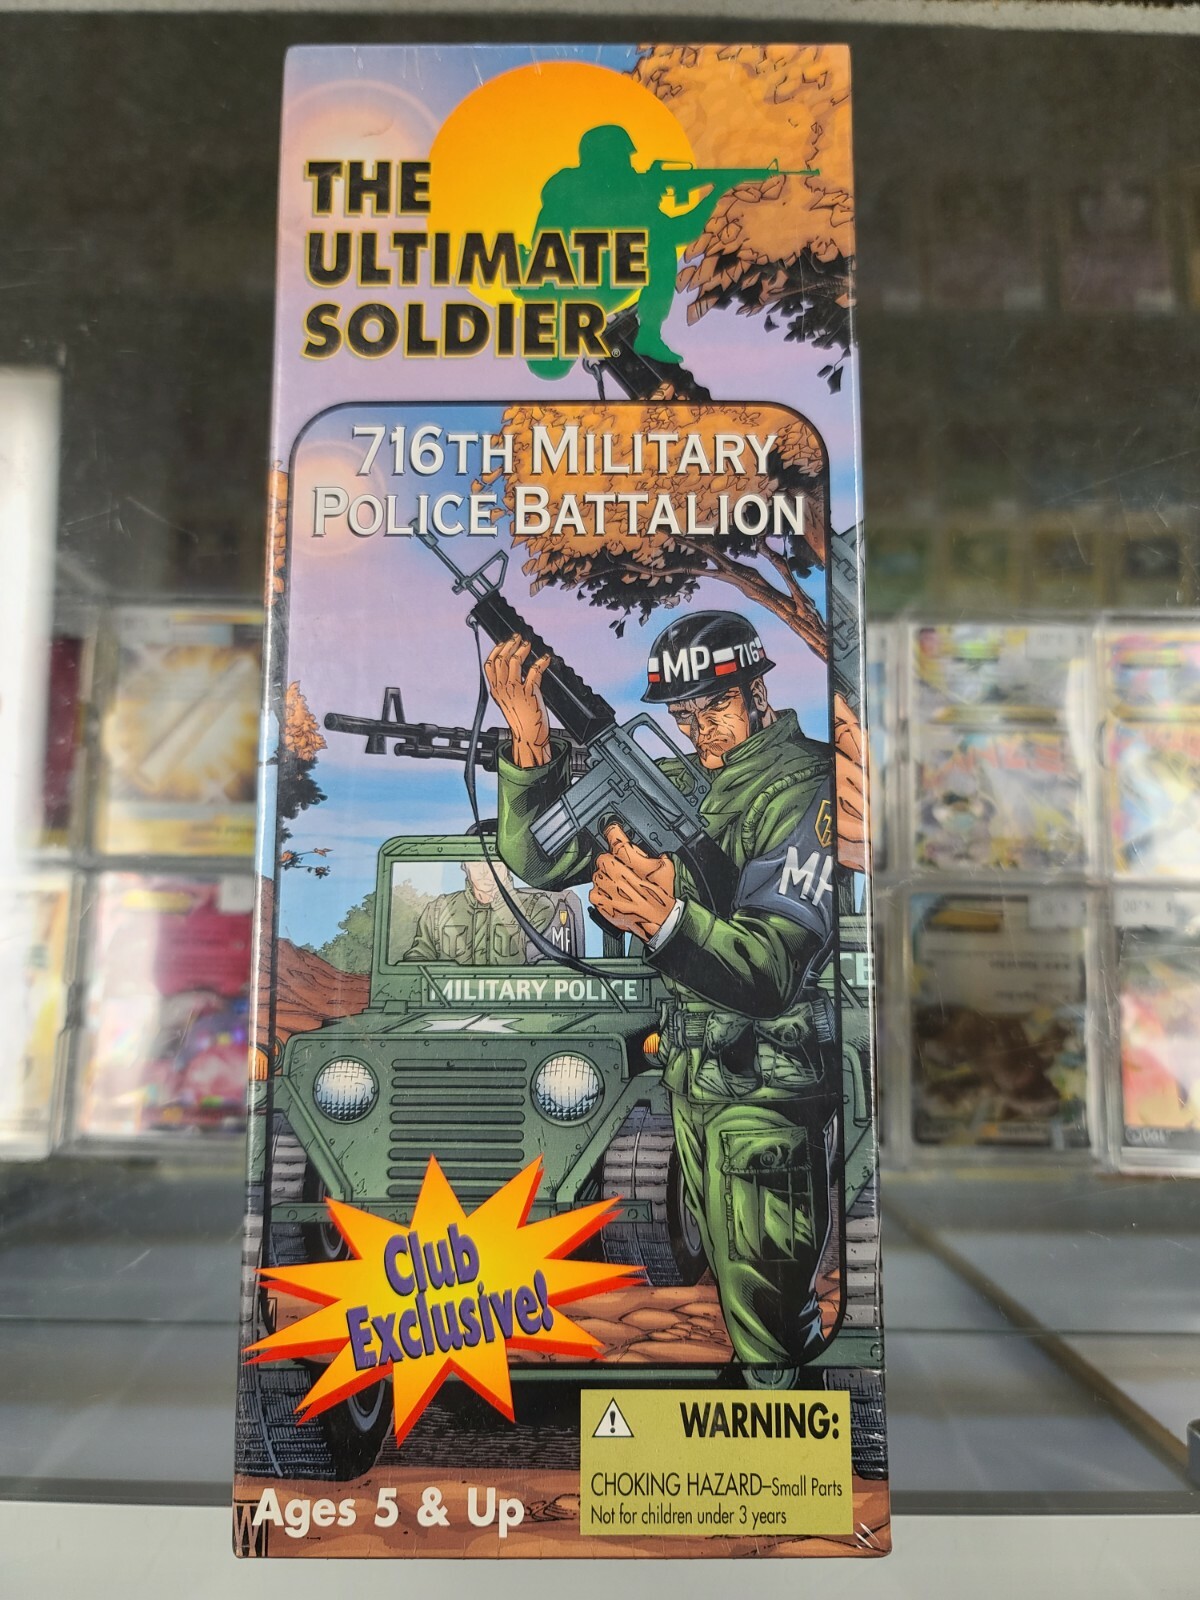 THE
ULTIMATE
SOLDIER®
716TH MILITARY
POLICE BATTALION
MP 716
MP
MILITARY POLICE
CE
Club
Exclusive!
WARNING:
CHOKING HAZARD–Small Parts
Not for children under 3 years
Ages 5 & Up